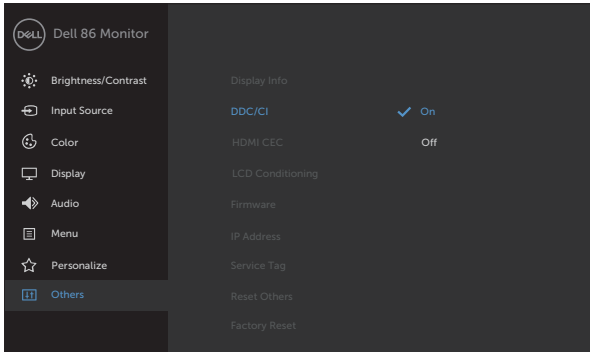 DELL Dell 86 Monitor
Brightness/Contrast
Display Info
Input Source
DDC/CI
On
Color
HDMI CEC
Off
Display
LCD Conditioning
Audio
Firmware
Menu
IP Address
Personalize
Service Tag
Others
Reset Others
Factory Reset